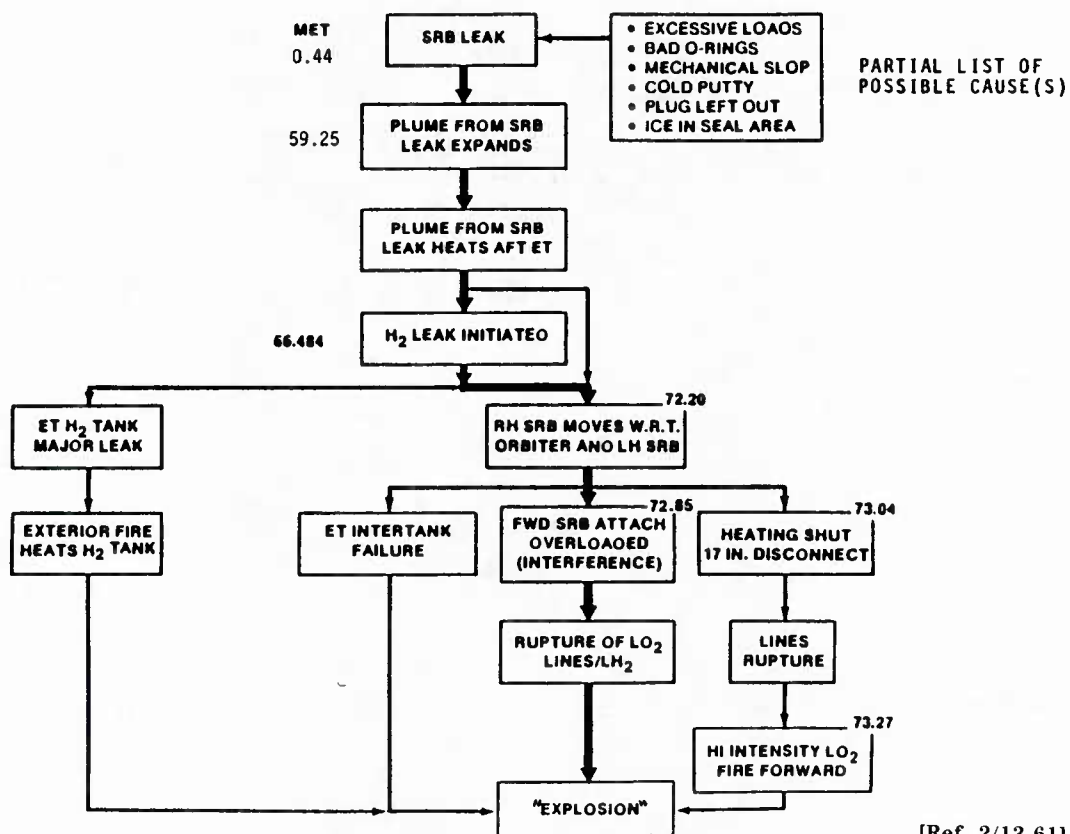 MET
0.44
SRB LEAK
• EXCESSIVE LOAOS
• BAD O-RINGS
• MECHANICAL SLOP
• COLD PUTTY
• PLUG LEFT OUT
• ICE IN SEAL AREA
PARTIAL LIST OF
POSSIBLE CAUSE(S)
59.25
PLUME FROM SRB
LEAK EXPANDS
PLUME FROM SRB
LEAK HEATS AFT ET
66.484
H2 LEAK INITIATEO
ET H2 TANK
MAJOR LEAK
72.20
RH SRB MOVES W.R.T.
ORBITER ANO LH SRB
EXTERIOR FIRE
HEATS H2 TANK
ET INTERTANK
FAILURE
72.85
FWD SRB ATTACH
OVERLOAOED
(INTERFERENCE)
73.04
HEATING SHUT
17 IN. DISCONNECT
RUPTURE OF LO2
LINES/LH2
LINES
RUPTURE
73.27
HI INTENSITY LO2
FIRE FORWARD
"EXPLOSION"
[Ref. 2/13-61]